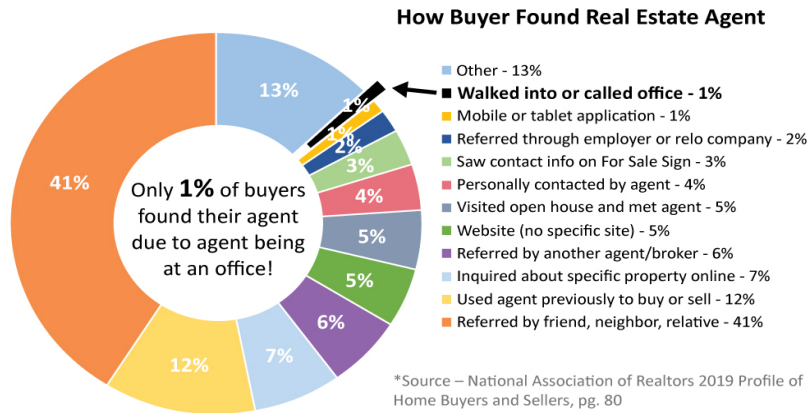 How Buyer Found Real Estate Agent
Other - 13%
Walked into or called office - 1%
Mobile or tablet application - 1%
Referred through employer or relo company - 2%
Saw contact info on For Sale Sign - 3%
Personally contacted by agent - 4%
Visited open house and met agent - 5%
Website (no specific site) - 5%
Referred by another agent/broker - 6%
Inquired about specific property online - 7%
Used agent previously to buy or sell - 12%
Referred by friend, neighbor, relative - 41%
13%
1%
1%
2%
3%
4%
5%
5%
6%
7%
12%
41%
Only 1% of buyers
found their agent
due to agent being
at an office!
*Source – National Association of Realtors 2019 Profile of
Home Buyers and Sellers, pg. 80